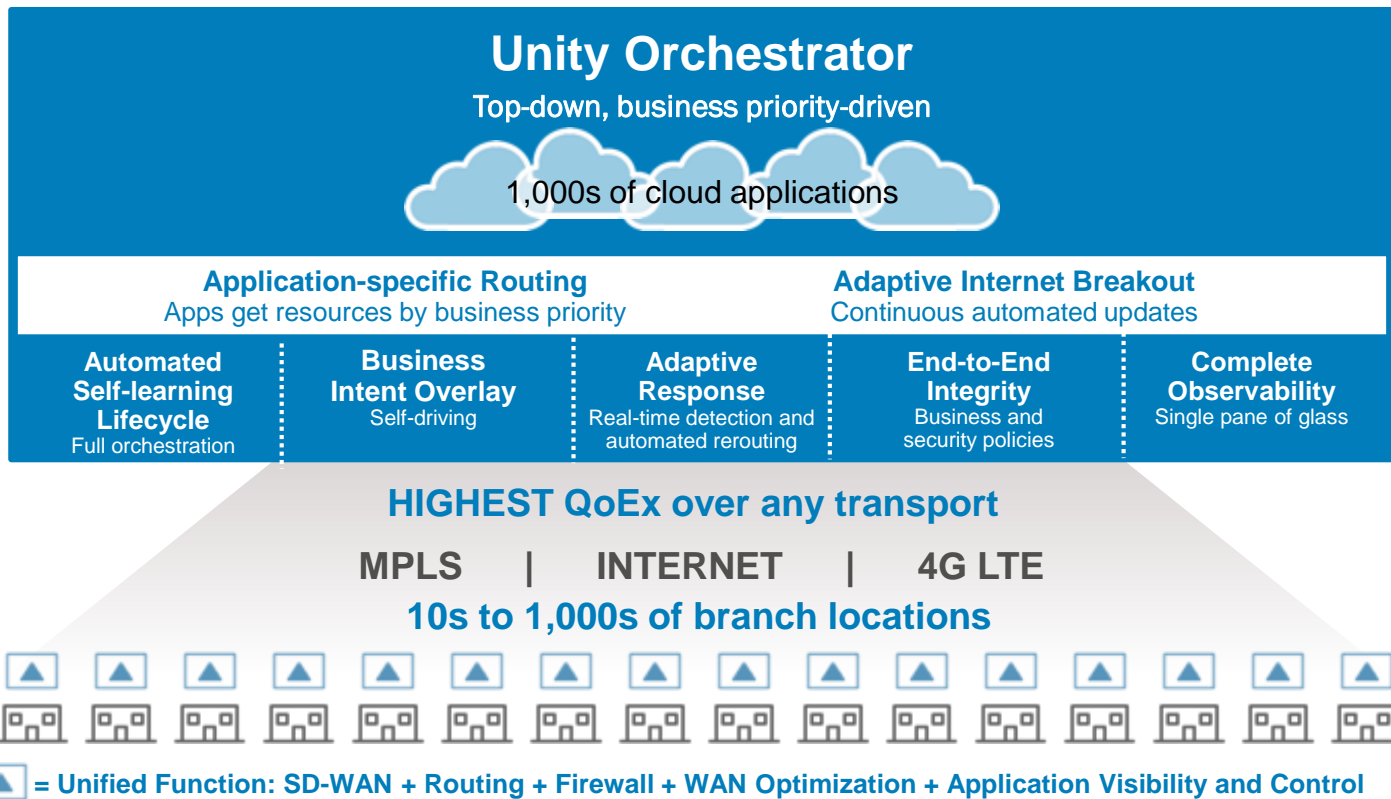 Unity Orchestrator
Top-down, business priority-driven
1,000s of cloud applications
Application-specific Routing
Apps get resources by business priority
Adaptive Internet Breakout
Continuous automated updates
Automated
Self-learning
Lifecycle
Full orchestration
Business
Intent Overlay
Self-driving
Adaptive
Response
Real-time detection and
automated rerouting
End-to-End
Integrity
Business and
security policies
Complete
Observability
Single pane of glass
HIGHEST QoEx over any transport
MPLS | INTERNET | 4G LTE
10s to 1,000s of branch locations
= Unified Function: SD-WAN + Routing + Firewall + WAN Optimization + Application Visibility and Control